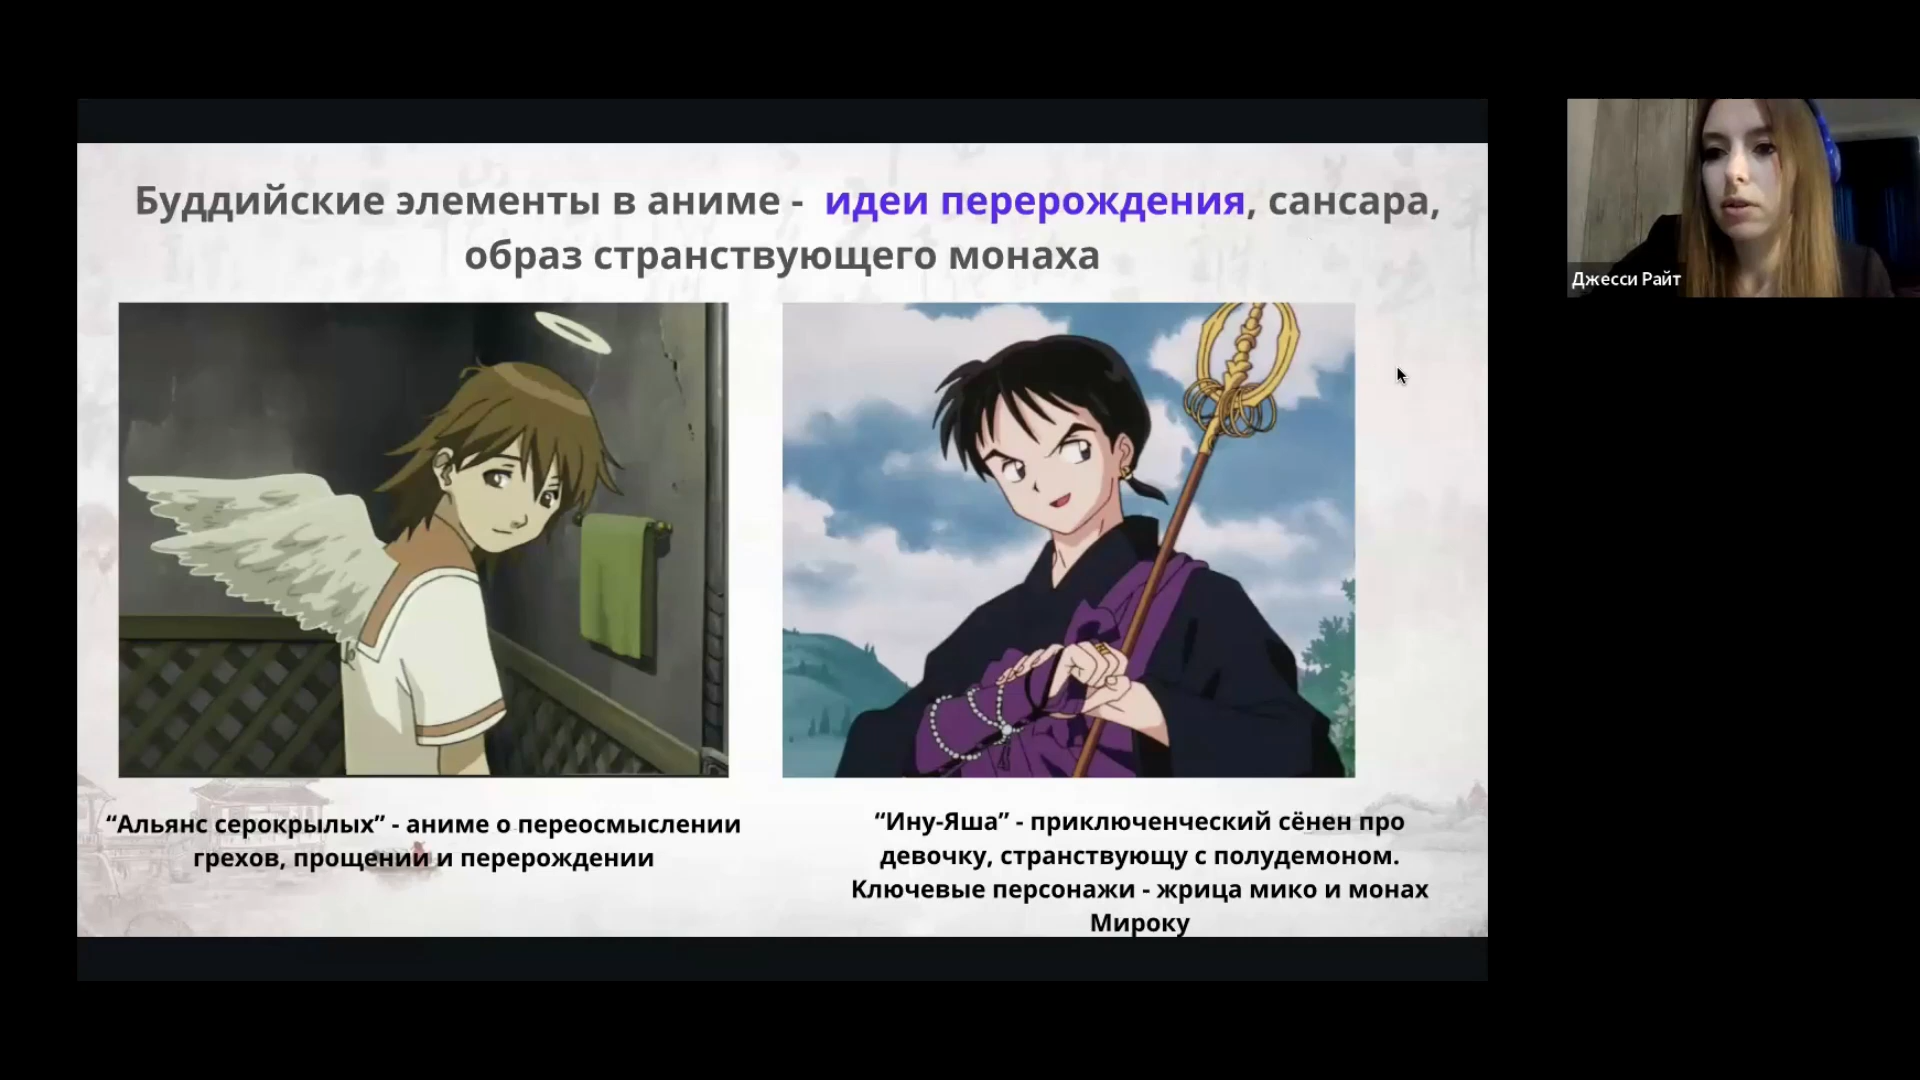 Буддийские элементы в аниме - идеи перерождения, сансара,
образ странствующего монаха
“Альянс серокрылых” - аниме о переосмыслении
грехов, прощении и перерождении
“Ину-Яша” - приключенческий сёнен про
девочку, странствующу с полудемоном.
Ключевые персонажи - жрица мико и монах
Мироку
Джесси Райт